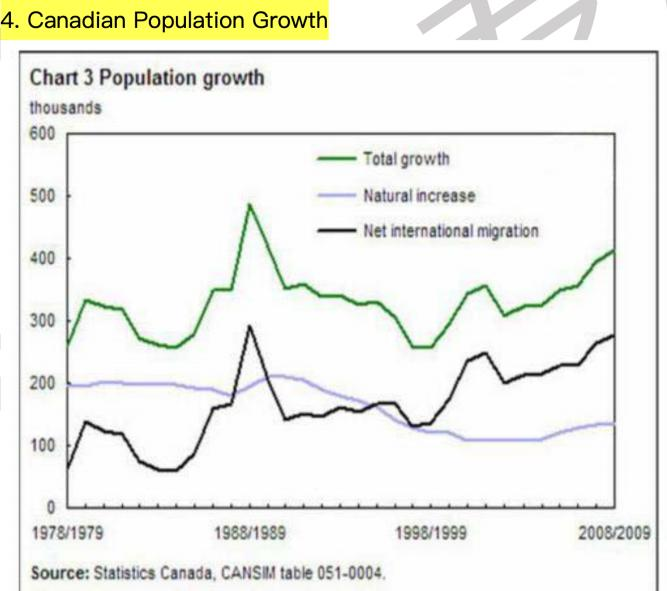 4. Canadian Population Growth
Chart 3 Population growth
thousands
600
Total growth
500
Natural increase
Net international migration
400
300
200
100
0
1978/1979 1988/1989 1998/1999 2008/2009
Source: Statistics Canada, CANSIM table 051-0004.